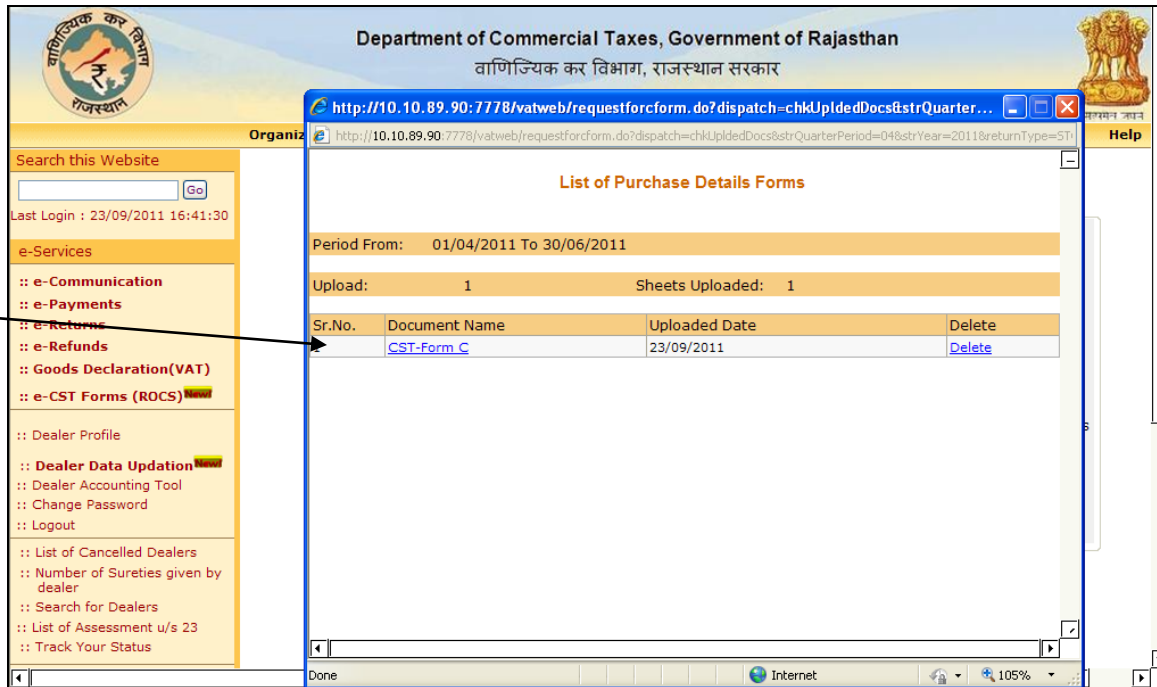 वाणिज्यिक कर विभाग
राजस्थान
Department of Commercial Taxes, Government of Rajasthan
वाणिज्यिक कर विभाग, राजस्थान सरकार
http://10.10.89.90:7778/vatweb/requestforcform.do?dispatch=chkUpldedDocs&strQuarter...
Organiz
http://10.10.89.90:7778/vatweb/requestforcform.do?dispatch=chkUpldedDocs&strQuarterPeriod=04&strYear=2011&returnType=ST
Help
Search this Website
Go
Last Login : 23/09/2011 16:41:30
e-Services
:: e-Communication
:: e-Payments
:: e-Returns
:: e-Refunds
:: Goods Declaration(VAT)
:: e-CST Forms (ROCS) New!
:: Dealer Profile
:: Dealer Data Updation New!
:: Dealer Accounting Tool
:: Change Password
:: Logout
:: List of Cancelled Dealers
:: Number of Sureties given by
dealer
:: Search for Dealers
:: List of Assessment u/s 23
:: Track Your Status
List of Purchase Details Forms
Period From: 01/04/2011 To 30/06/2011
Upload: 1 Sheets Uploaded: 1
Sr.No. Document Name Uploaded Date Delete
CST-Form C 23/09/2011 Delete
s
Done Internet 105%